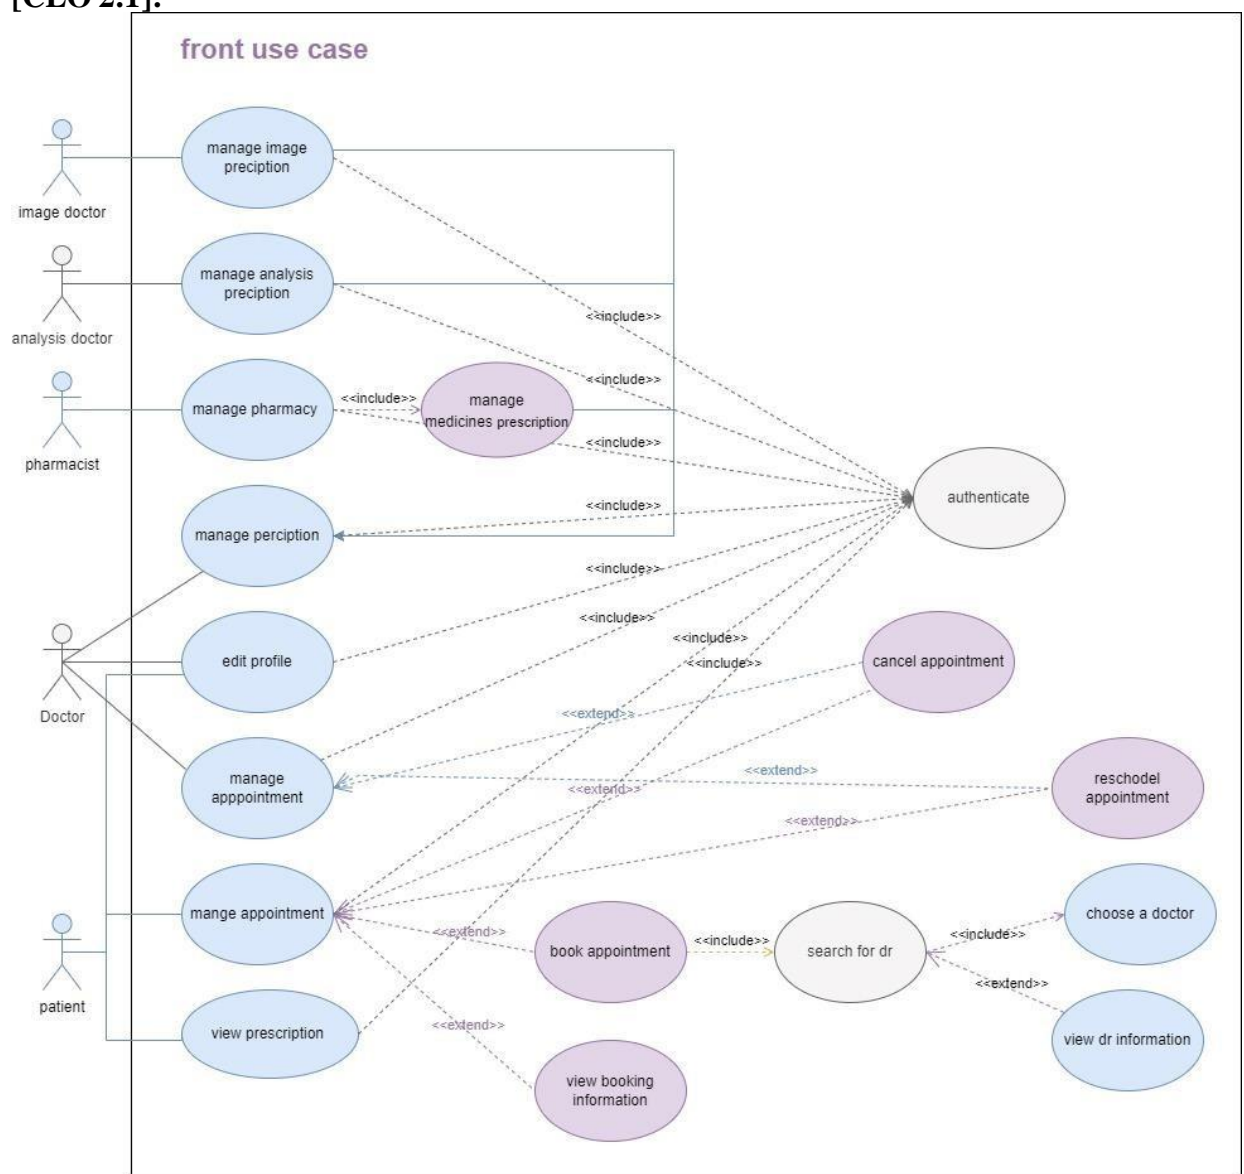 [CLO 2.1].
front use case
manage image
preciption
image doctor
manage analysis
preciption
<<include>>
analysis doctor
<<include>>
manage pharmacy
<<include>>
manage
medicines prescription
<<include>>
pharmacist
authenticate
<<include>>
manage perciption
<<include>>
<<include>>
<<include>>
<<include>>
edit profile
cancel appointment
Doctor
<<extend>>
manage
apppointment
<<extend>>
<<extend>>
reschodel
appointment
<<extend>>
mange appointment
choose a doctor
<<extend>>
book appointment
<<include>>
search for dr
<<include>>
patient
<<extend>>
view prescription
<<extend>>
view dr information
view booking
information